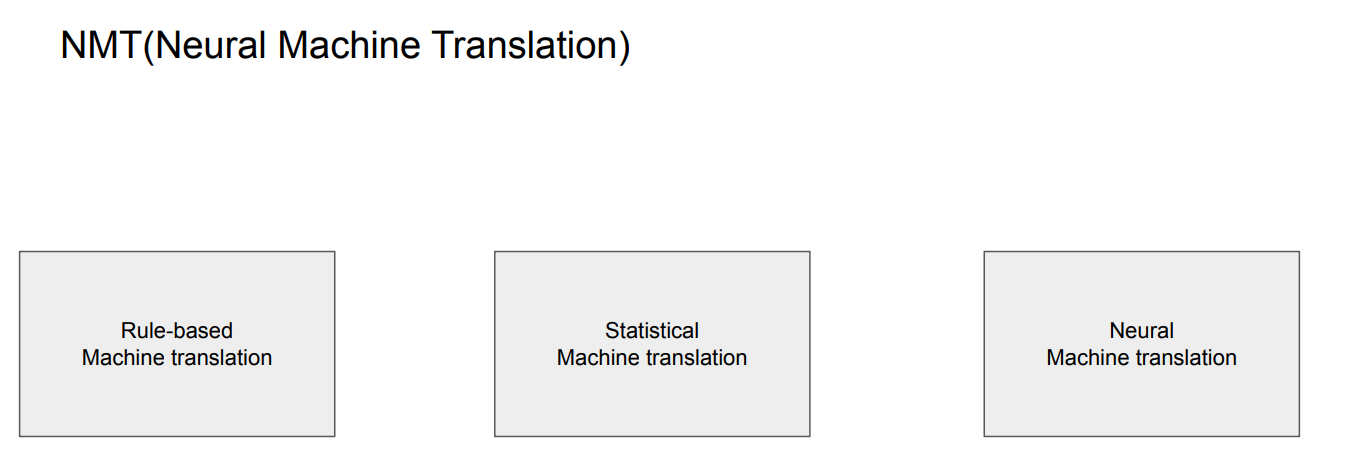 NMT(Neural Machine Translation)
Rule-based
Machine translation
Statistical
Machine translation
Neural
Machine translation